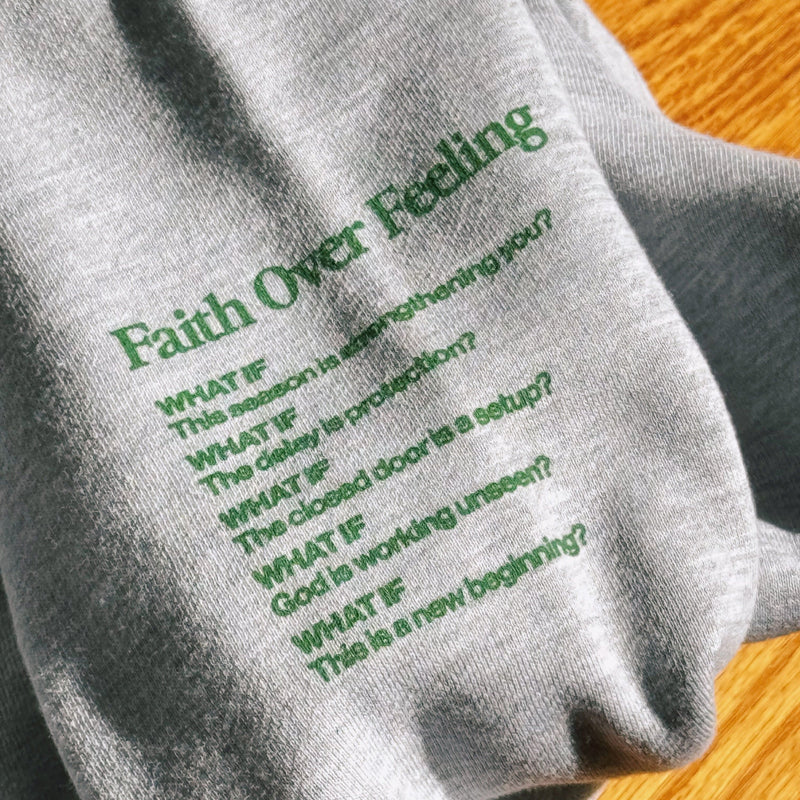 Faith Over Feeling
WHAT IF
This season is strengthening you?
WHAT IF
The delay is protection?
WHAT IF
The closed door is a setup?
WHAT IF
God is working unseen?
WHAT IF
This is a new beginning?